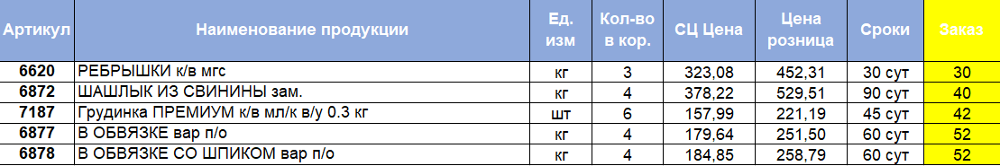 Артикул Наименование продукции Ед. изм Кол-во в кор. СЦ Цена Цена розница Сроки Заказ
6620 РЕБРЫШКИ к/в мгс кг 3 323,08 452,31 30 сут 30
6872 ШАШЛЫК ИЗ СВИНИНЫ зам. кг 4 378,22 529,51 90 сут 40
7187 Грудинка ПРЕМИУМ к/в мл/к в/у 0.3 кг шт 6 157,99 221,19 45 сут 42
6877 В ОБВЯЗКЕ вар п/о кг 4 179,64 251,50 60 сут 52
6878 В ОБВЯЗКЕ СО ШПИКОМ вар п/о кг 4 184,85 258,79 60 сут 52